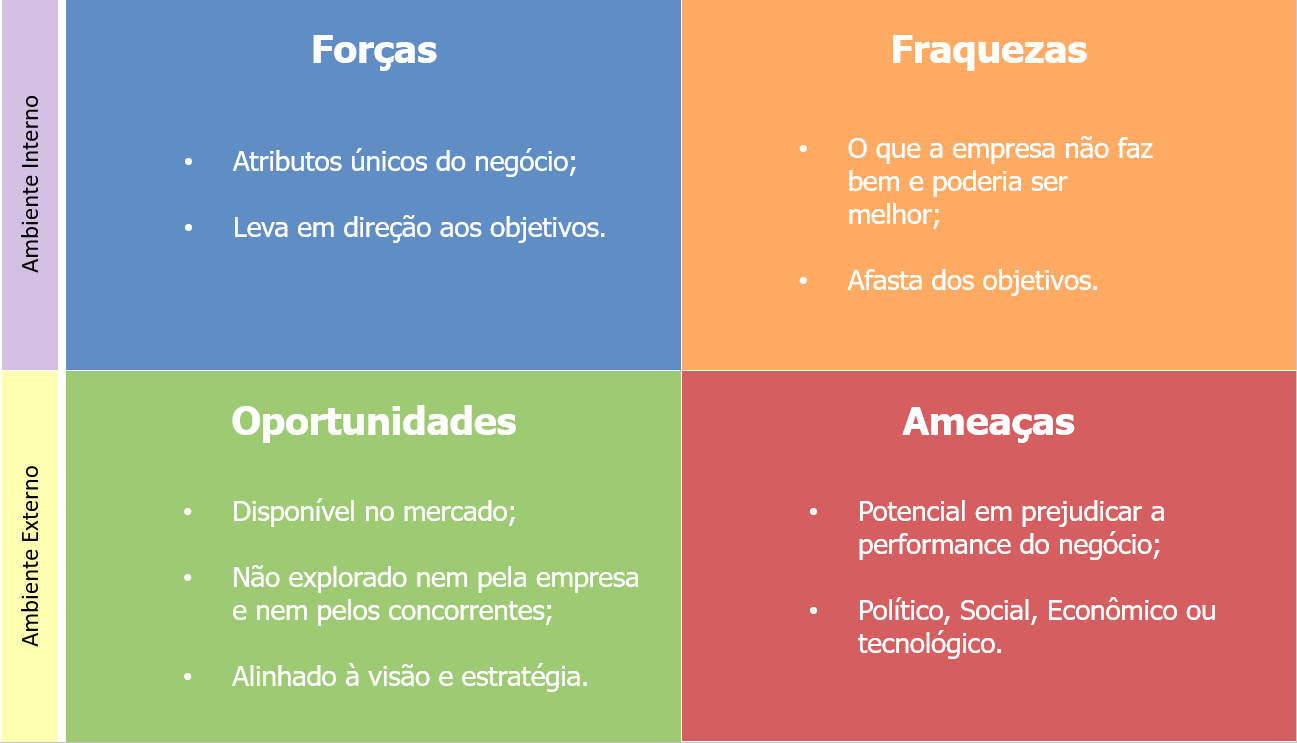 Ambiente Interno
Forças
• Atributos únicos do negócio;
• Leva em direção aos objetivos.
Fraquezas
• O que a empresa não faz
bem e poderia ser
melhor;
• Afasta dos objetivos.
Ambiente Externo
Oportunidades
• Disponível no mercado;
• Não explorado nem pela empresa
e nem pelos concorrentes;
• Alinhado à visão e estratégia.
Ameaças
• Potencial em prejudicar a
performance do negócio;
• Político, Social, Econômico ou
tecnológico.